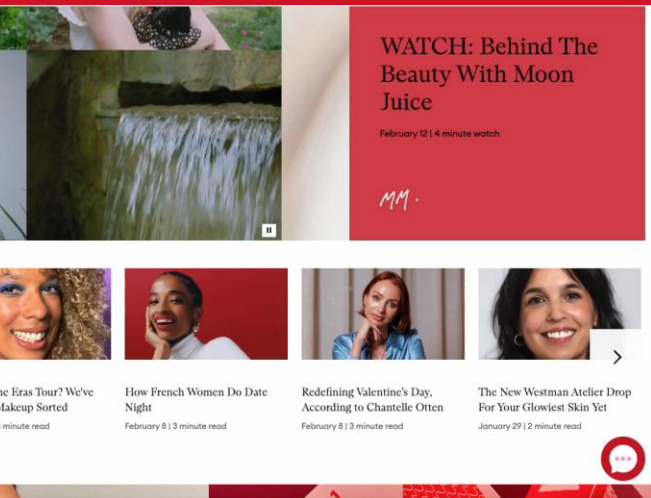 WATCH: Behind The
Beauty With Moon
Juice
February 12 | 4 minute watch
MM.
e Eras Tour? We've
Makeup Sorted
minute read
How French Women Do Date
Night
February 8 | 3 minute read
Redefining Valentine's Day,
According to Chantelle Otten
February 8 | 3 minute read
The New Westman Atelier Drop
For Your Glowiest Skin Yet
January 29 | 2 minute read